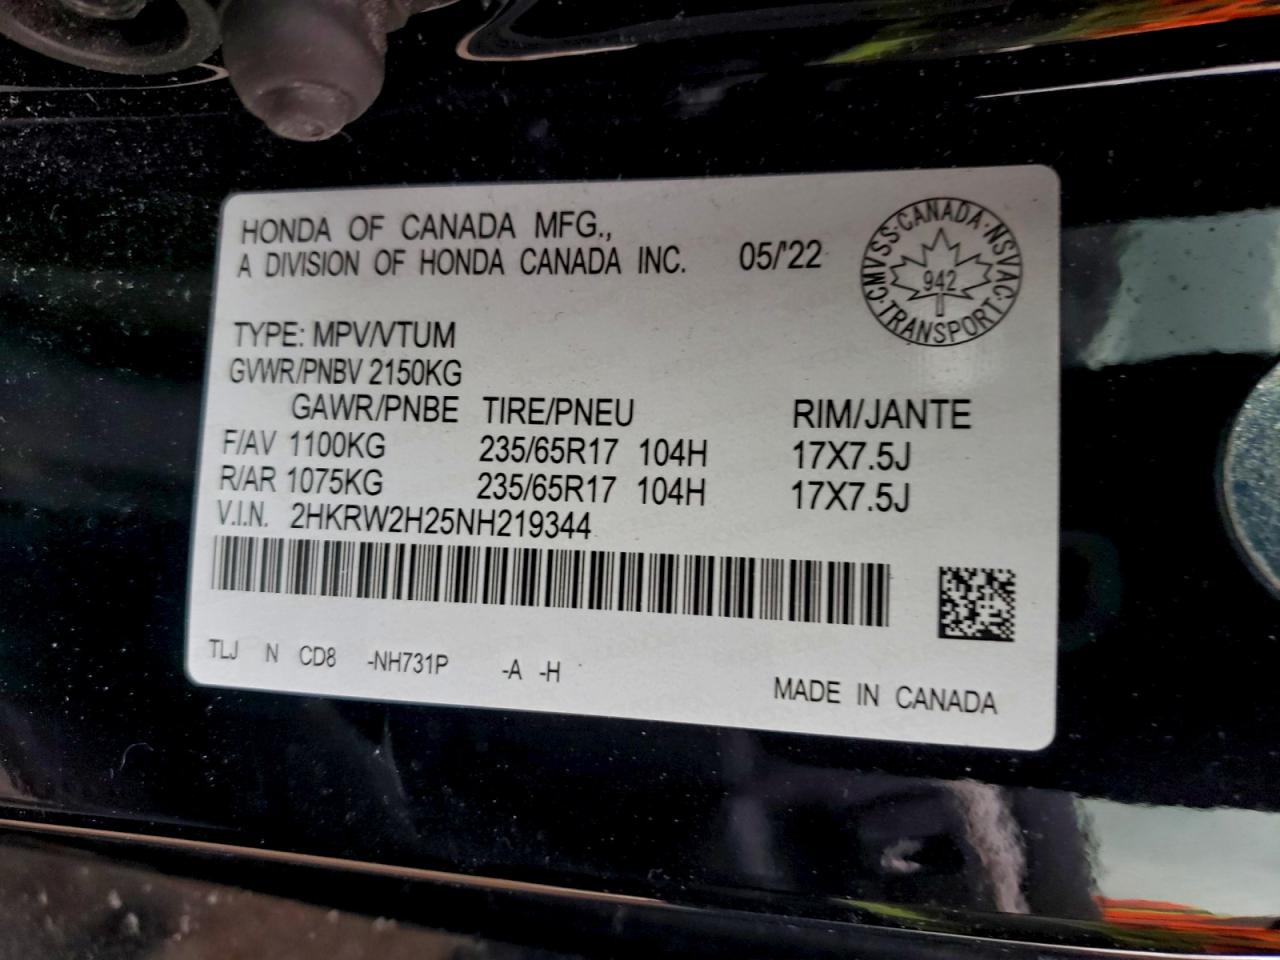 HONDA OF CANADA MFG.,
A DIVISION OF HONDA CANADA INC. 05/'22
CMVSS·CANADA·NSVAC·TRANSPORT·
942
TYPE: MPV/VTUM
GVWR/PNBV 2150KG
GAWR/PNBE TIRE/PNEU RIM/JANTE
F/AV 1100KG 235/65R17 104H 17X7.5J
R/AR 1075KG 235/65R17 104H 17X7.5J
V.I.N. 2HKRW2H25NH219344
TLJ N CD8 -NH731P -A -H
MADE IN CANADA